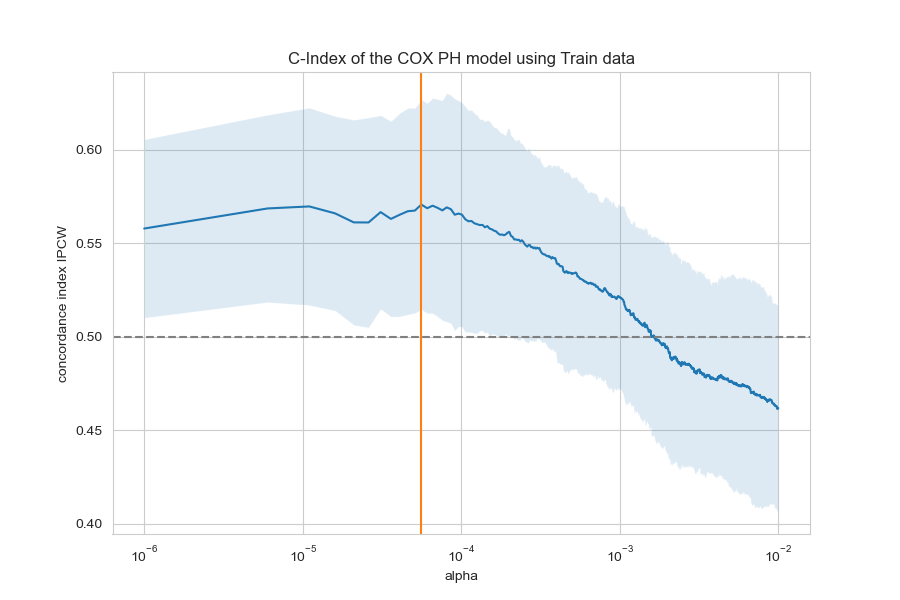 C-Index of the COX PH model using Train data
concordance index IPCW
0.60
0.55
0.50
0.45
0.40
10⁻⁶ 10⁻⁵ 10⁻⁴ 10⁻³ 10⁻²
alpha